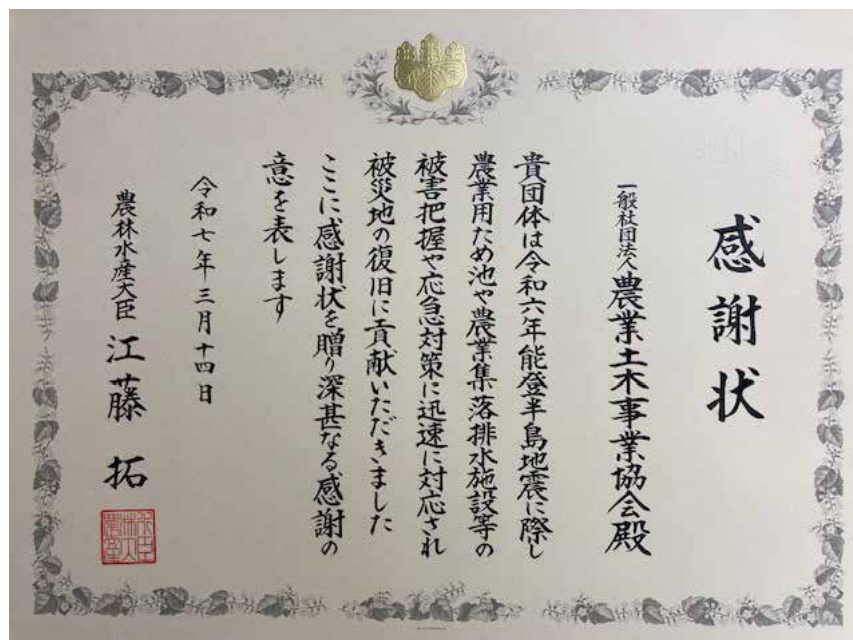 感謝状
一般社団法人 農業土木事業協会殿
貴団体は令和六年能登半島地震に際し
農業用ため池や農業集落排水施設等の
被害把握や応急対策に迅速に対応され
被災地の復旧に貢献いただきました
ここに感謝状を贈り深甚なる感謝の
意を表します
令和七年三月十四日
農林水産大臣 江藤 拓